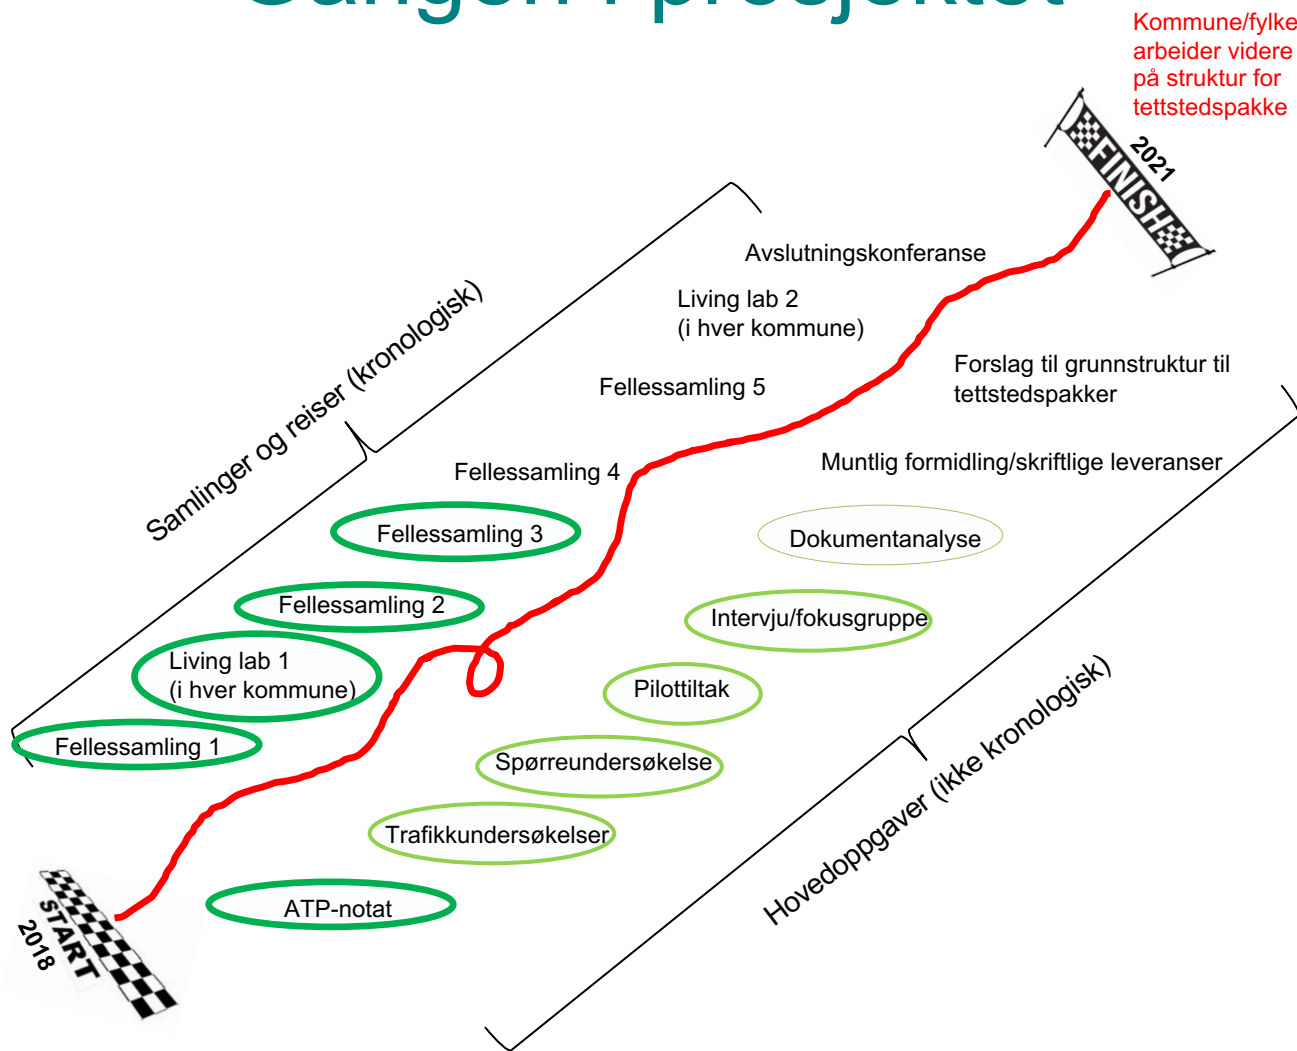 Gangen i prosjektet
Kommune/fylke
arbeider videre
på struktur for
tettstedspakke
FINISH
2021
Samlinger og reiser (kronologisk)
Avslutningskonferanse
Living lab 2
(i hver kommune)
Fellessamling 5
Fellessamling 4
Fellessamling 3
Fellessamling 2
Living lab 1
(i hver kommune)
Fellessamling 1
Forslag til grunnstruktur til
tettstedspakker
Muntlig formidling/skriftlige leveranser
Dokumentanalyse
Intervju/fokusgruppe
Pilottiltak
Spørreundersøkelse
Trafikkundersøkelser
ATP-notat
Hovedoppgaver (ikke kronologisk)
START
2018